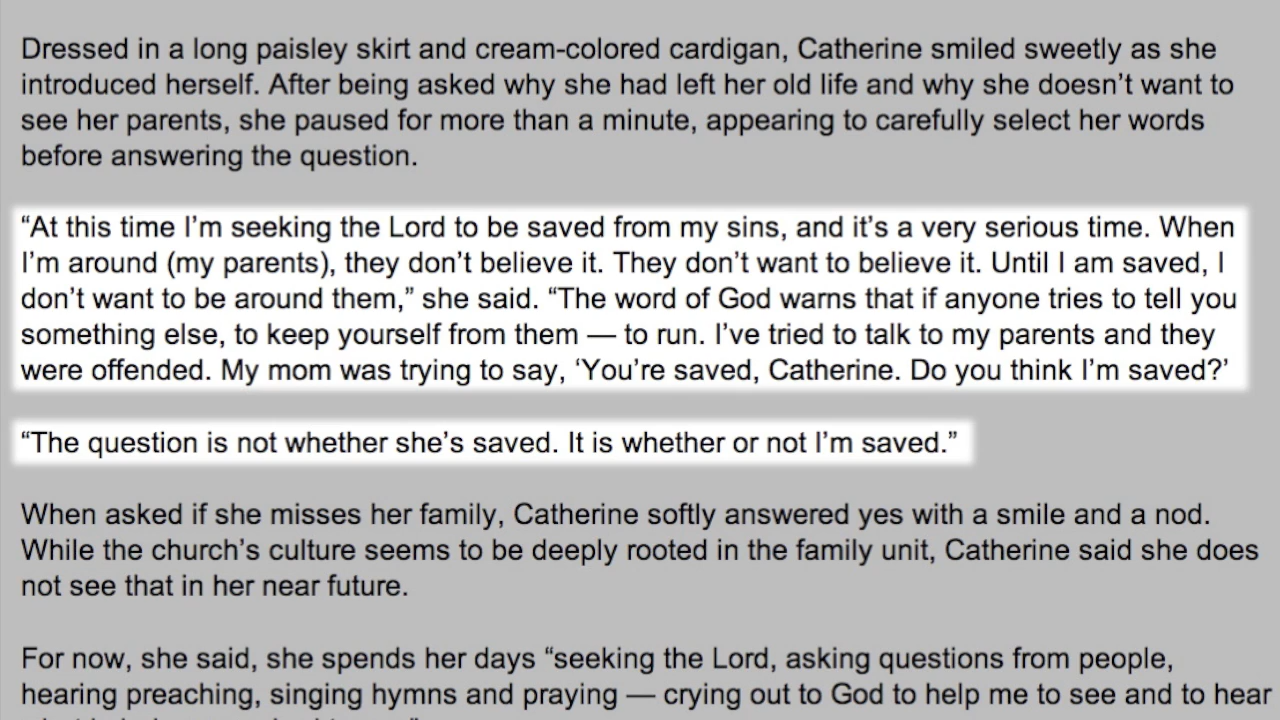 Dressed in a long paisley skirt and cream-colored cardigan, Catherine smiled sweetly as she
introduced herself. After being asked why she had left her old life and why she doesn’t want to
see her parents, she paused for more than a minute, appearing to carefully select her words
before answering the question.
“At this time I’m seeking the Lord to be saved from my sins, and it’s a very serious time. When
I’m around (my parents), they don’t believe it. They don’t want to believe it. Until I am saved, I
don’t want to be around them,” she said. “The word of God warns that if anyone tries to tell you
something else, to keep yourself from them — to run. I’ve tried to talk to my parents and they
were offended. My mom was trying to say, ‘You’re saved, Catherine. Do you think I’m saved?’
“The question is not whether she’s saved. It is whether or not I’m saved.”
When asked if she misses her family, Catherine softly answered yes with a smile and a nod.
While the church’s culture seems to be deeply rooted in the family unit, Catherine said she does
not see that in her near future.
For now, she said, she spends her days “seeking the Lord, asking questions from people,
hearing preaching, singing hymns and praying — crying out to God to help me to see and to hear